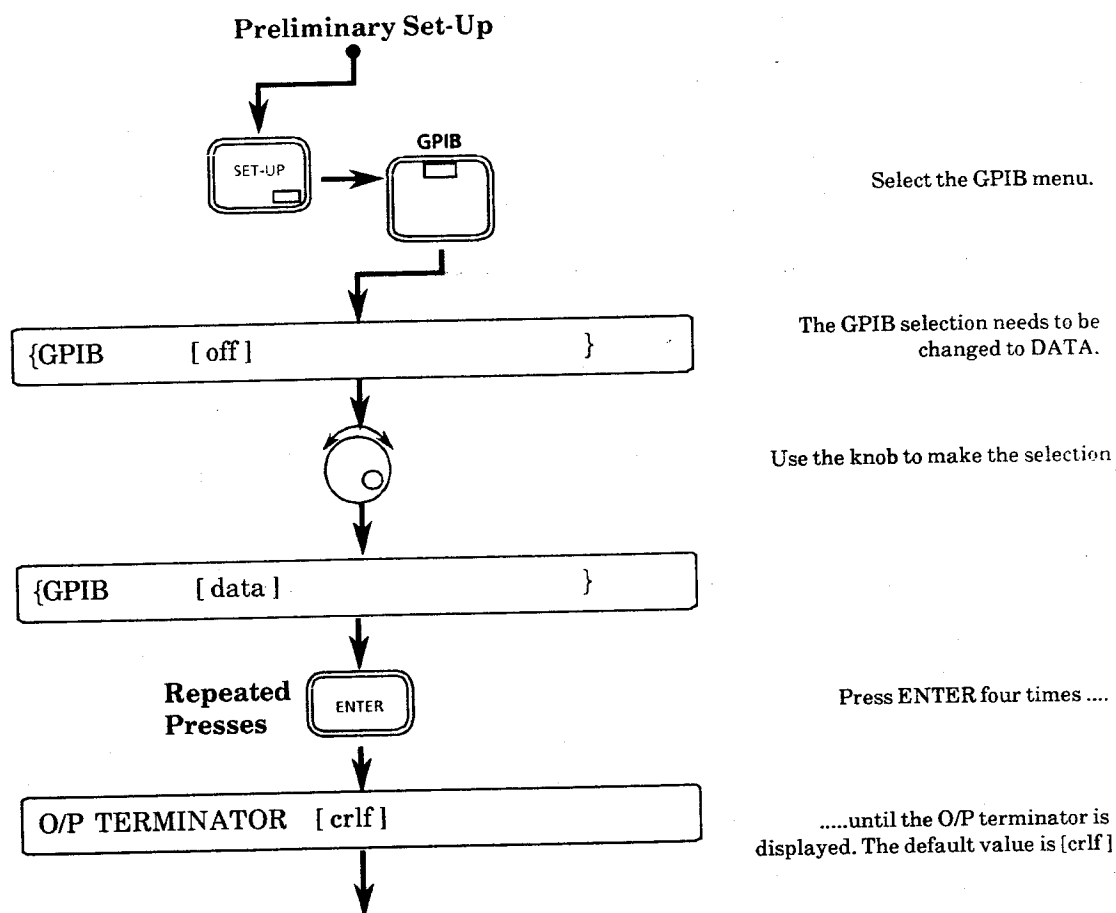 Preliminary Set-Up
SET-UP
GPIB
Select the GPIB menu.
{GPIB [ off ] }
The GPIB selection needs to be
changed to DATA.
Use the knob to make the selection
{GPIB [ data ] }
Repeated
Presses
ENTER
Press ENTER four times ....
O/P TERMINATOR [ crlf ]
.....until the O/P terminator is
displayed. The default value is [crlf ]